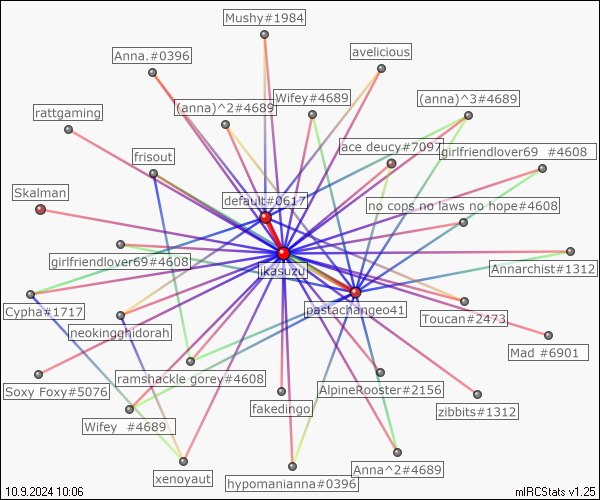 Mushy#1984
Anna.#0396
avelicious
(anna)^2#4689
Wifey#4689
(anna)^3#4689
rattgaming
frisout
ace deucy#7097
girlfriendlover69 #4608
Skalman
default#0617
no cops no laws no hope#4608
girlfriendlover69#4608
jikasuzu
Annarchist#1312
Cypha#1717
pastachangeo41
neokingghidorah
Toucan#2473
Mad #6901
Soxy Foxy#5076
ramshackle gorey#4608
AlpineRooster#2156
fakedingo
zibbits#1312
Wifey #4689
xenoyaut
hypomanianna#0396
Anna^2#4689
10.9.2024 10:06
mIRCStats v1.25